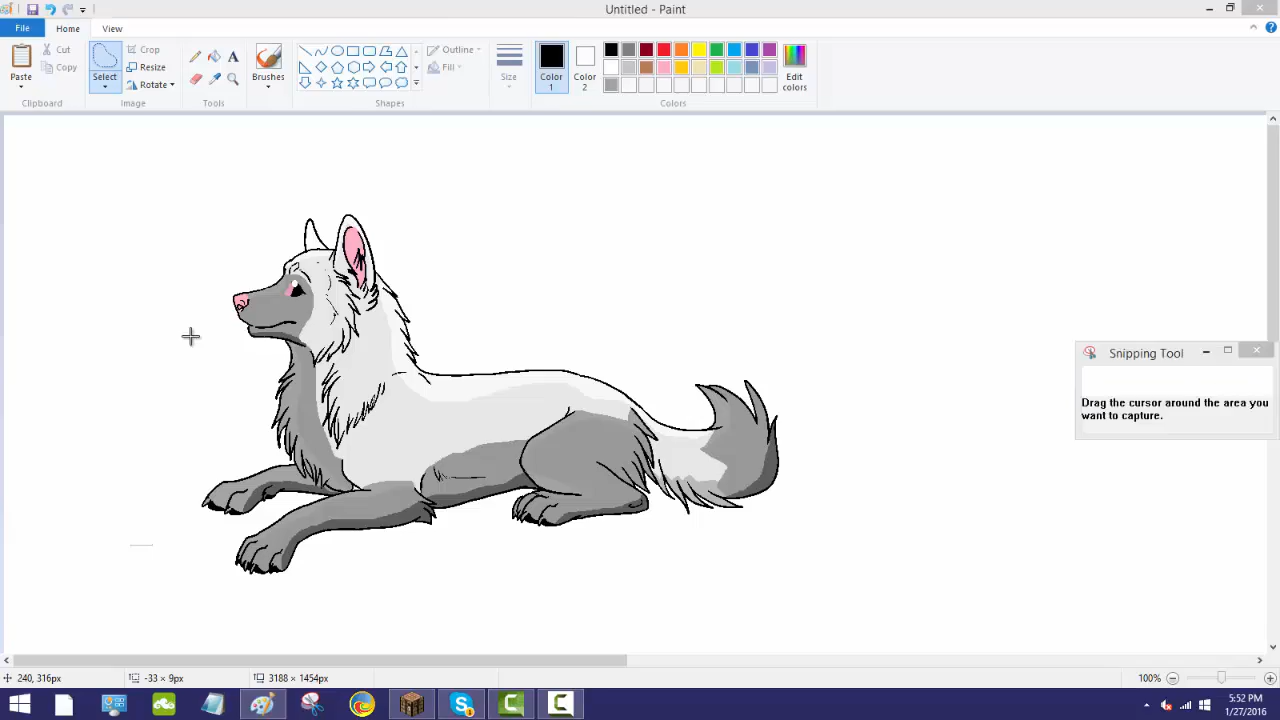 Untitled - Paint
File Home View
Cut
Copy
Paste
Clipboard
Crop
Resize
Rotate
Select
Image
Tools
Brushes
Outline
Fill
Shapes
Size
Color 1
Color 2
Edit colors
Colors
Snipping Tool
Drag the cursor around the area you
want to capture.
240, 316px
-33 × 9px
3188 × 1454px
100%
5:52 PM
1/27/2016